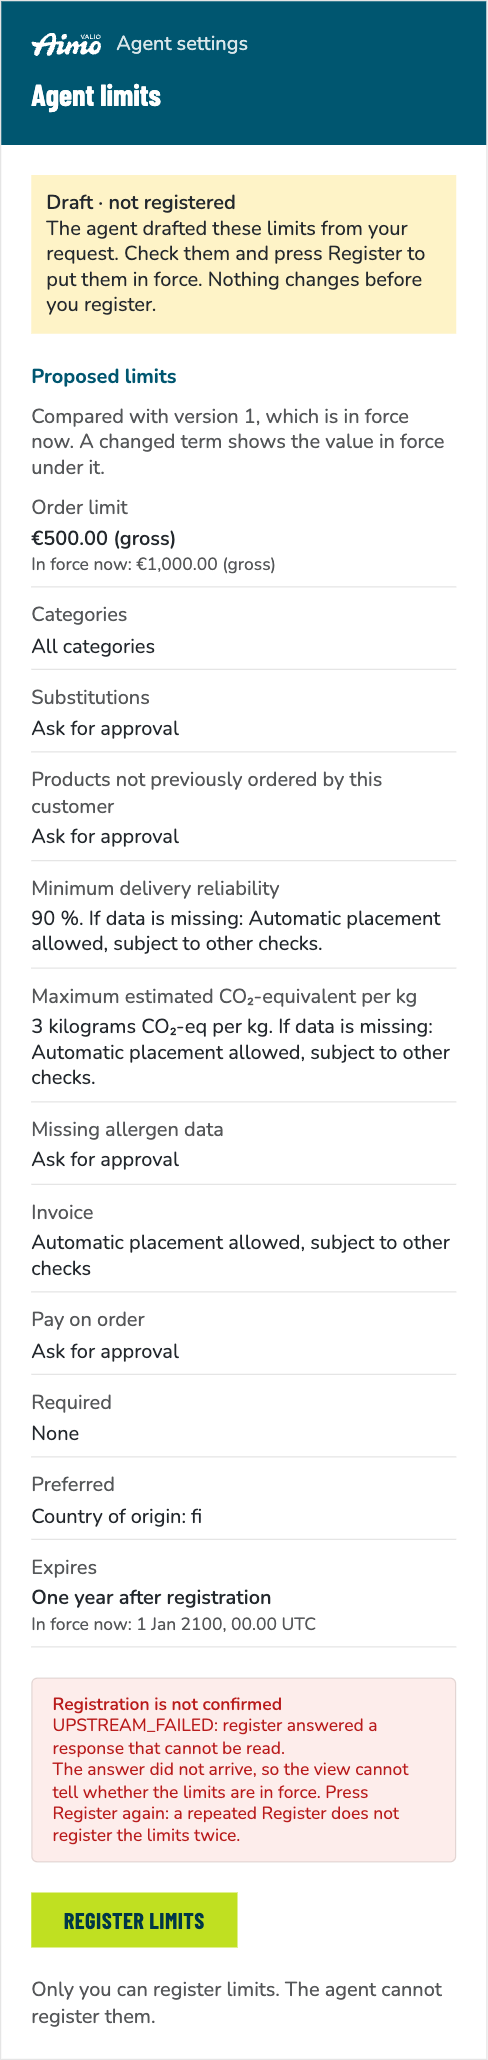 VALIO
Aimo Agent settings
Agent limits
Draft · not registered
The agent drafted these limits from your
request. Check them and press Register to
put them in force. Nothing changes before
you register.
Proposed limits
Compared with version 1, which is in force
now. A changed term shows the value in force
under it.
Order limit
€500.00 (gross)
In force now: €1,000.00 (gross)
Categories
All categories
Substitutions
Ask for approval
Products not previously ordered by this
customer
Ask for approval
Minimum delivery reliability
90 %. If data is missing: Automatic placement
allowed, subject to other checks.
Maximum estimated CO₂-equivalent per kg
3 kilograms CO₂-eq per kg. If data is missing:
Automatic placement allowed, subject to other
checks.
Missing allergen data
Ask for approval
Invoice
Automatic placement allowed, subject to other
checks
Pay on order
Ask for approval
Required
None
Preferred
Country of origin: fi
Expires
One year after registration
In force now: 1 Jan 2100, 00.00 UTC
Registration is not confirmed
UPSTREAM_FAILED: register answered a
response that cannot be read.
The answer did not arrive, so the view cannot
tell whether the limits are in force. Press
Register again: a repeated Register does not
register the limits twice.
REGISTER LIMITS
Only you can register limits. The agent cannot
register them.